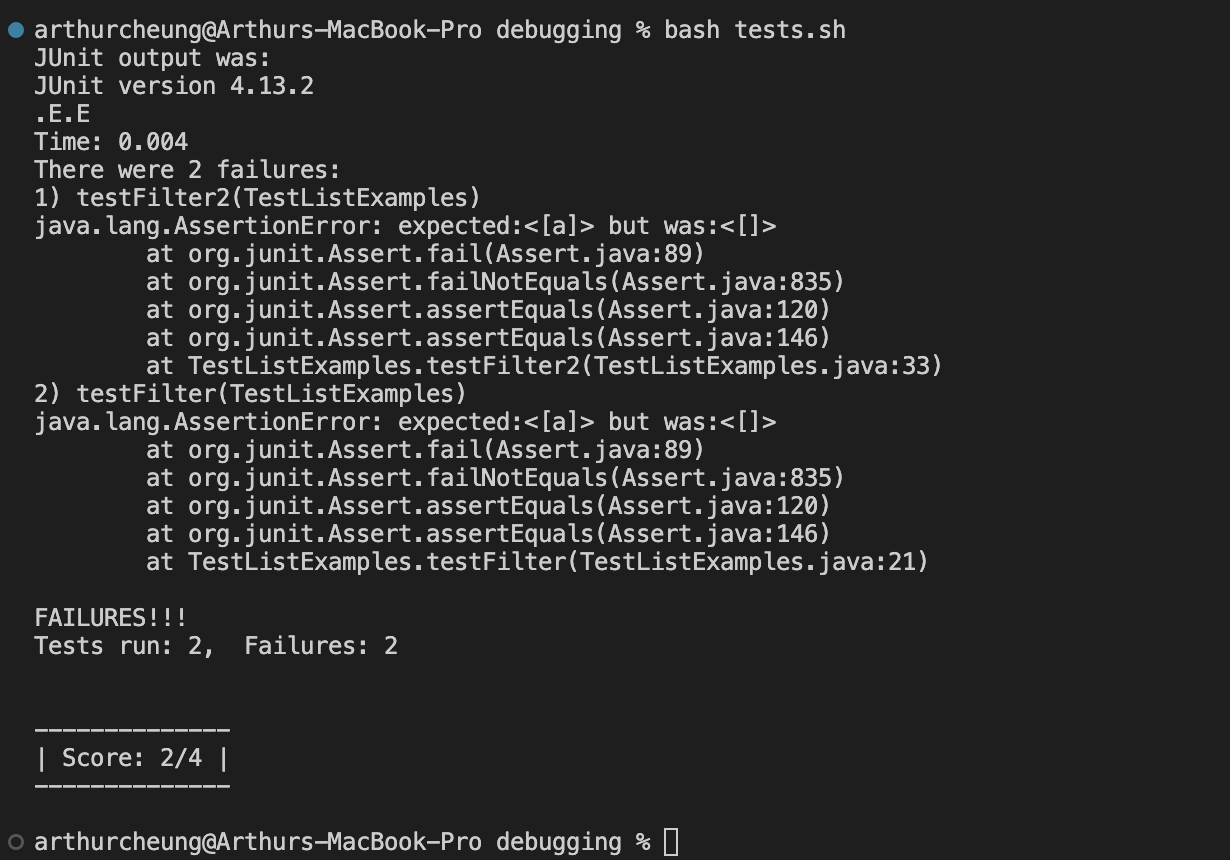 arthurcheung@Arthurs-MacBook-Pro debugging % bash tests.sh
JUnit output was:
JUnit version 4.13.2
.E.E
Time: 0.004
There were 2 failures:
1) testFilter2(TestListExamples)
java.lang.AssertionError: expected:<[a]> but was:<[]>
        at org.junit.Assert.fail(Assert.java:89)
        at org.junit.Assert.failNotEquals(Assert.java:835)
        at org.junit.Assert.assertEquals(Assert.java:120)
        at org.junit.Assert.assertEquals(Assert.java:146)
        at TestListExamples.testFilter2(TestListExamples.java:33)
2) testFilter(TestListExamples)
java.lang.AssertionError: expected:<[a]> but was:<[]>
        at org.junit.Assert.fail(Assert.java:89)
        at org.junit.Assert.failNotEquals(Assert.java:835)
        at org.junit.Assert.assertEquals(Assert.java:120)
        at org.junit.Assert.assertEquals(Assert.java:146)
        at TestListExamples.testFilter(TestListExamples.java:21)

FAILURES!!!
Tests run: 2,  Failures: 2


--------------
| Score: 2/4 |
--------------

arthurcheung@Arthurs-MacBook-Pro debugging %